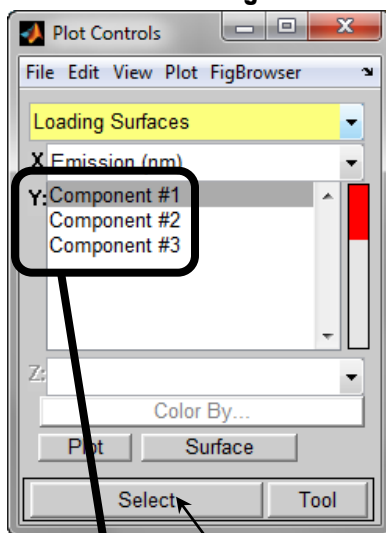 Plot Controls
File Edit View Plot FigBrowser
Loading Surfaces
X Emission (nm)
Y: Component #1
Component #2
Component #3
Z:
Color By...
Plot Surface
Select Tool